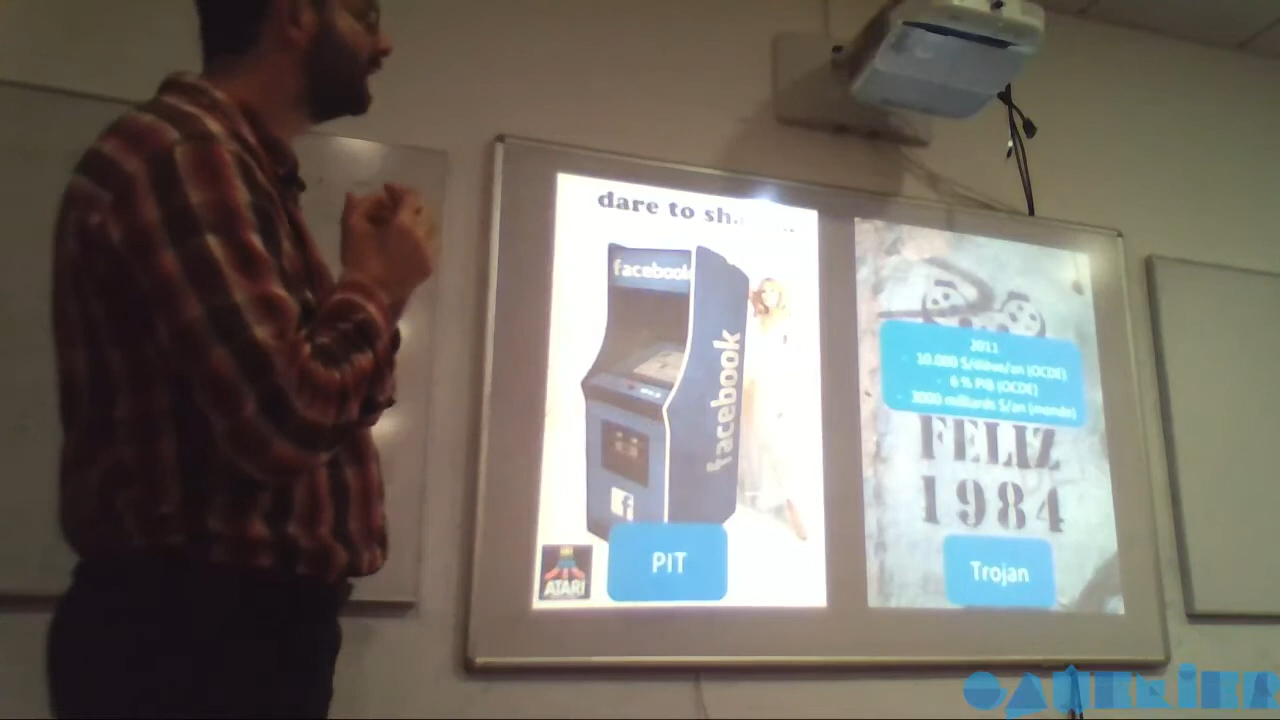 dare to sh
facebook
facebook
f
ATARI
PIT
2011
10.000 $/élève/an (OCDE)
6 % PIB (OCDE)
3000 milliards $/an (monde)
FELIZ
1984
Trojan